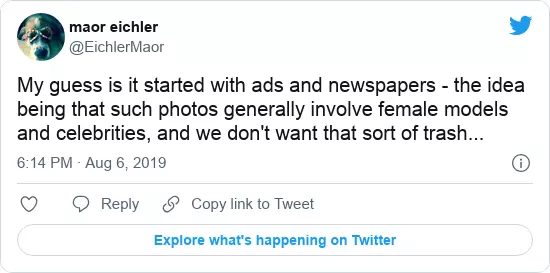 maor eichler
@EichlerMaor
My guess is it started with ads and newspapers - the idea
being that such photos generally involve female models
and celebrities, and we don't want that sort of trash...
6:14 PM · Aug 6, 2019
Reply
Copy link to Tweet
Explore what's happening on Twitter